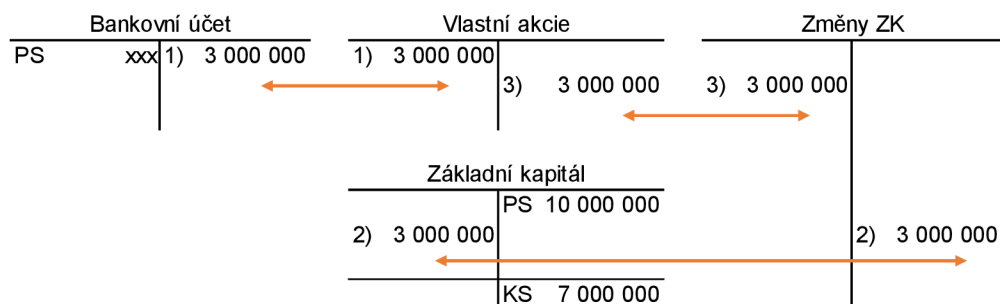 Bankovní účet Vlastní akcie Změny ZK
PS xxx 1) 3 000 000 1) 3 000 000
3) 3 000 000 3) 3 000 000
Základní kapitál
PS 10 000 000
2) 3 000 000 2) 3 000 000
KS 7 000 000